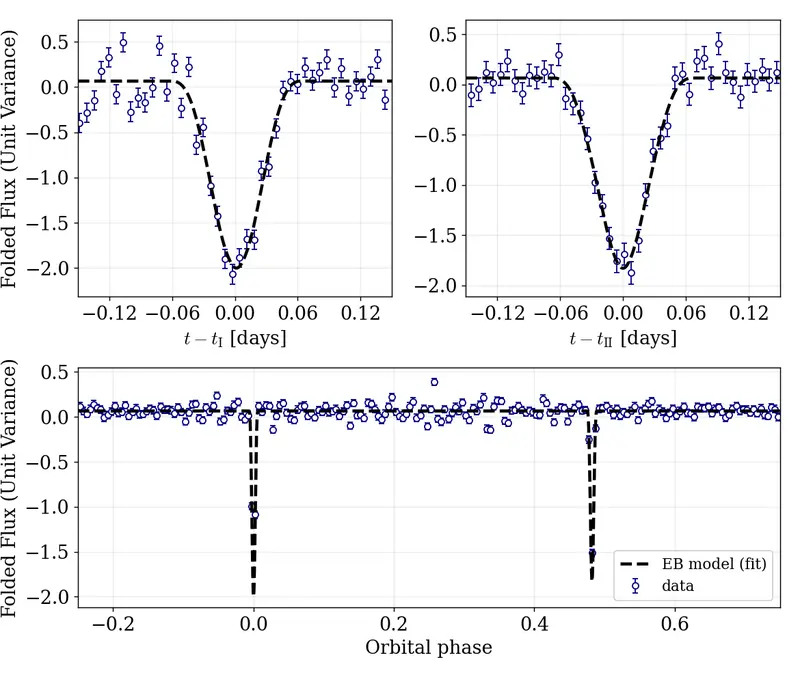 Folded Flux (Unit Variance)
0.5
0.0
−0.5
−1.0
−1.5
−2.0
−0.12 −0.06 0.00 0.06 0.12
t − tI [days]
0.5
0.0
−0.5
−1.0
−1.5
−2.0
−0.12 −0.06 0.00 0.06 0.12
t − tII [days]
Folded Flux (Unit Variance)
0.5
0.0
−0.5
−1.0
−1.5
−2.0
EB model (fit)
data
−0.2 0.0 0.2 0.4 0.6
Orbital phase